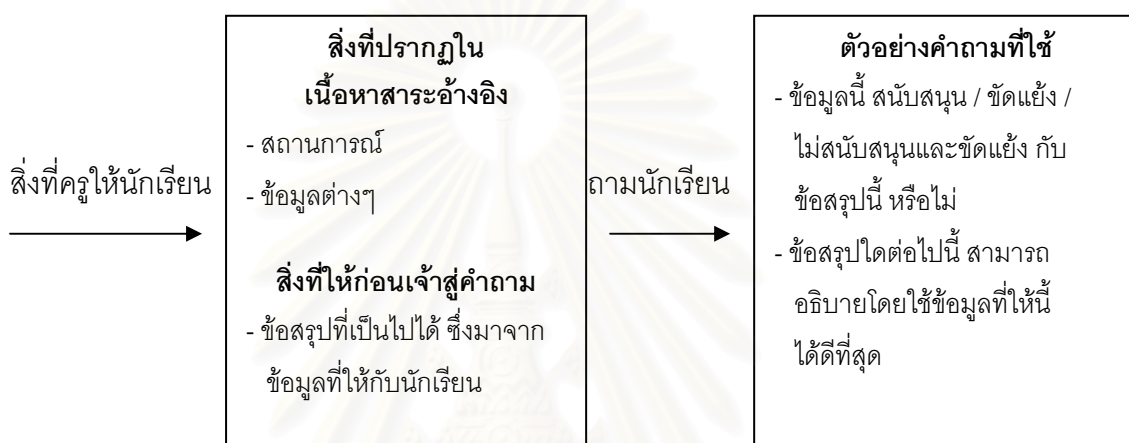 สิ่งที่ครูให้นักเรียน
สิ่งที่ปรากฏใน
เนื้อหาสาระอ้างอิง
- สถานการณ์
- ข้อมูลต่างๆ
สิ่งที่ให้ก่อนเจ้าสู่คำถาม
- ข้อสรุปที่เป็นไปได้ ซึ่งมาจาก
ข้อมูลที่ให้กับนักเรียน
ถามนักเรียน
ตัวอย่างคำถามที่ใช้
- ข้อมูลนี้ สนับสนุน / ขัดแย้ง /
ไม่สนับสนุนและขัดแย้ง กับ
ข้อสรุปนี้ หรือไม่
- ข้อสรุปใดต่อไปนี้ สามารถ
อธิบายโดยใช้ข้อมูลที่ให้นี้
ได้ดีที่สุด